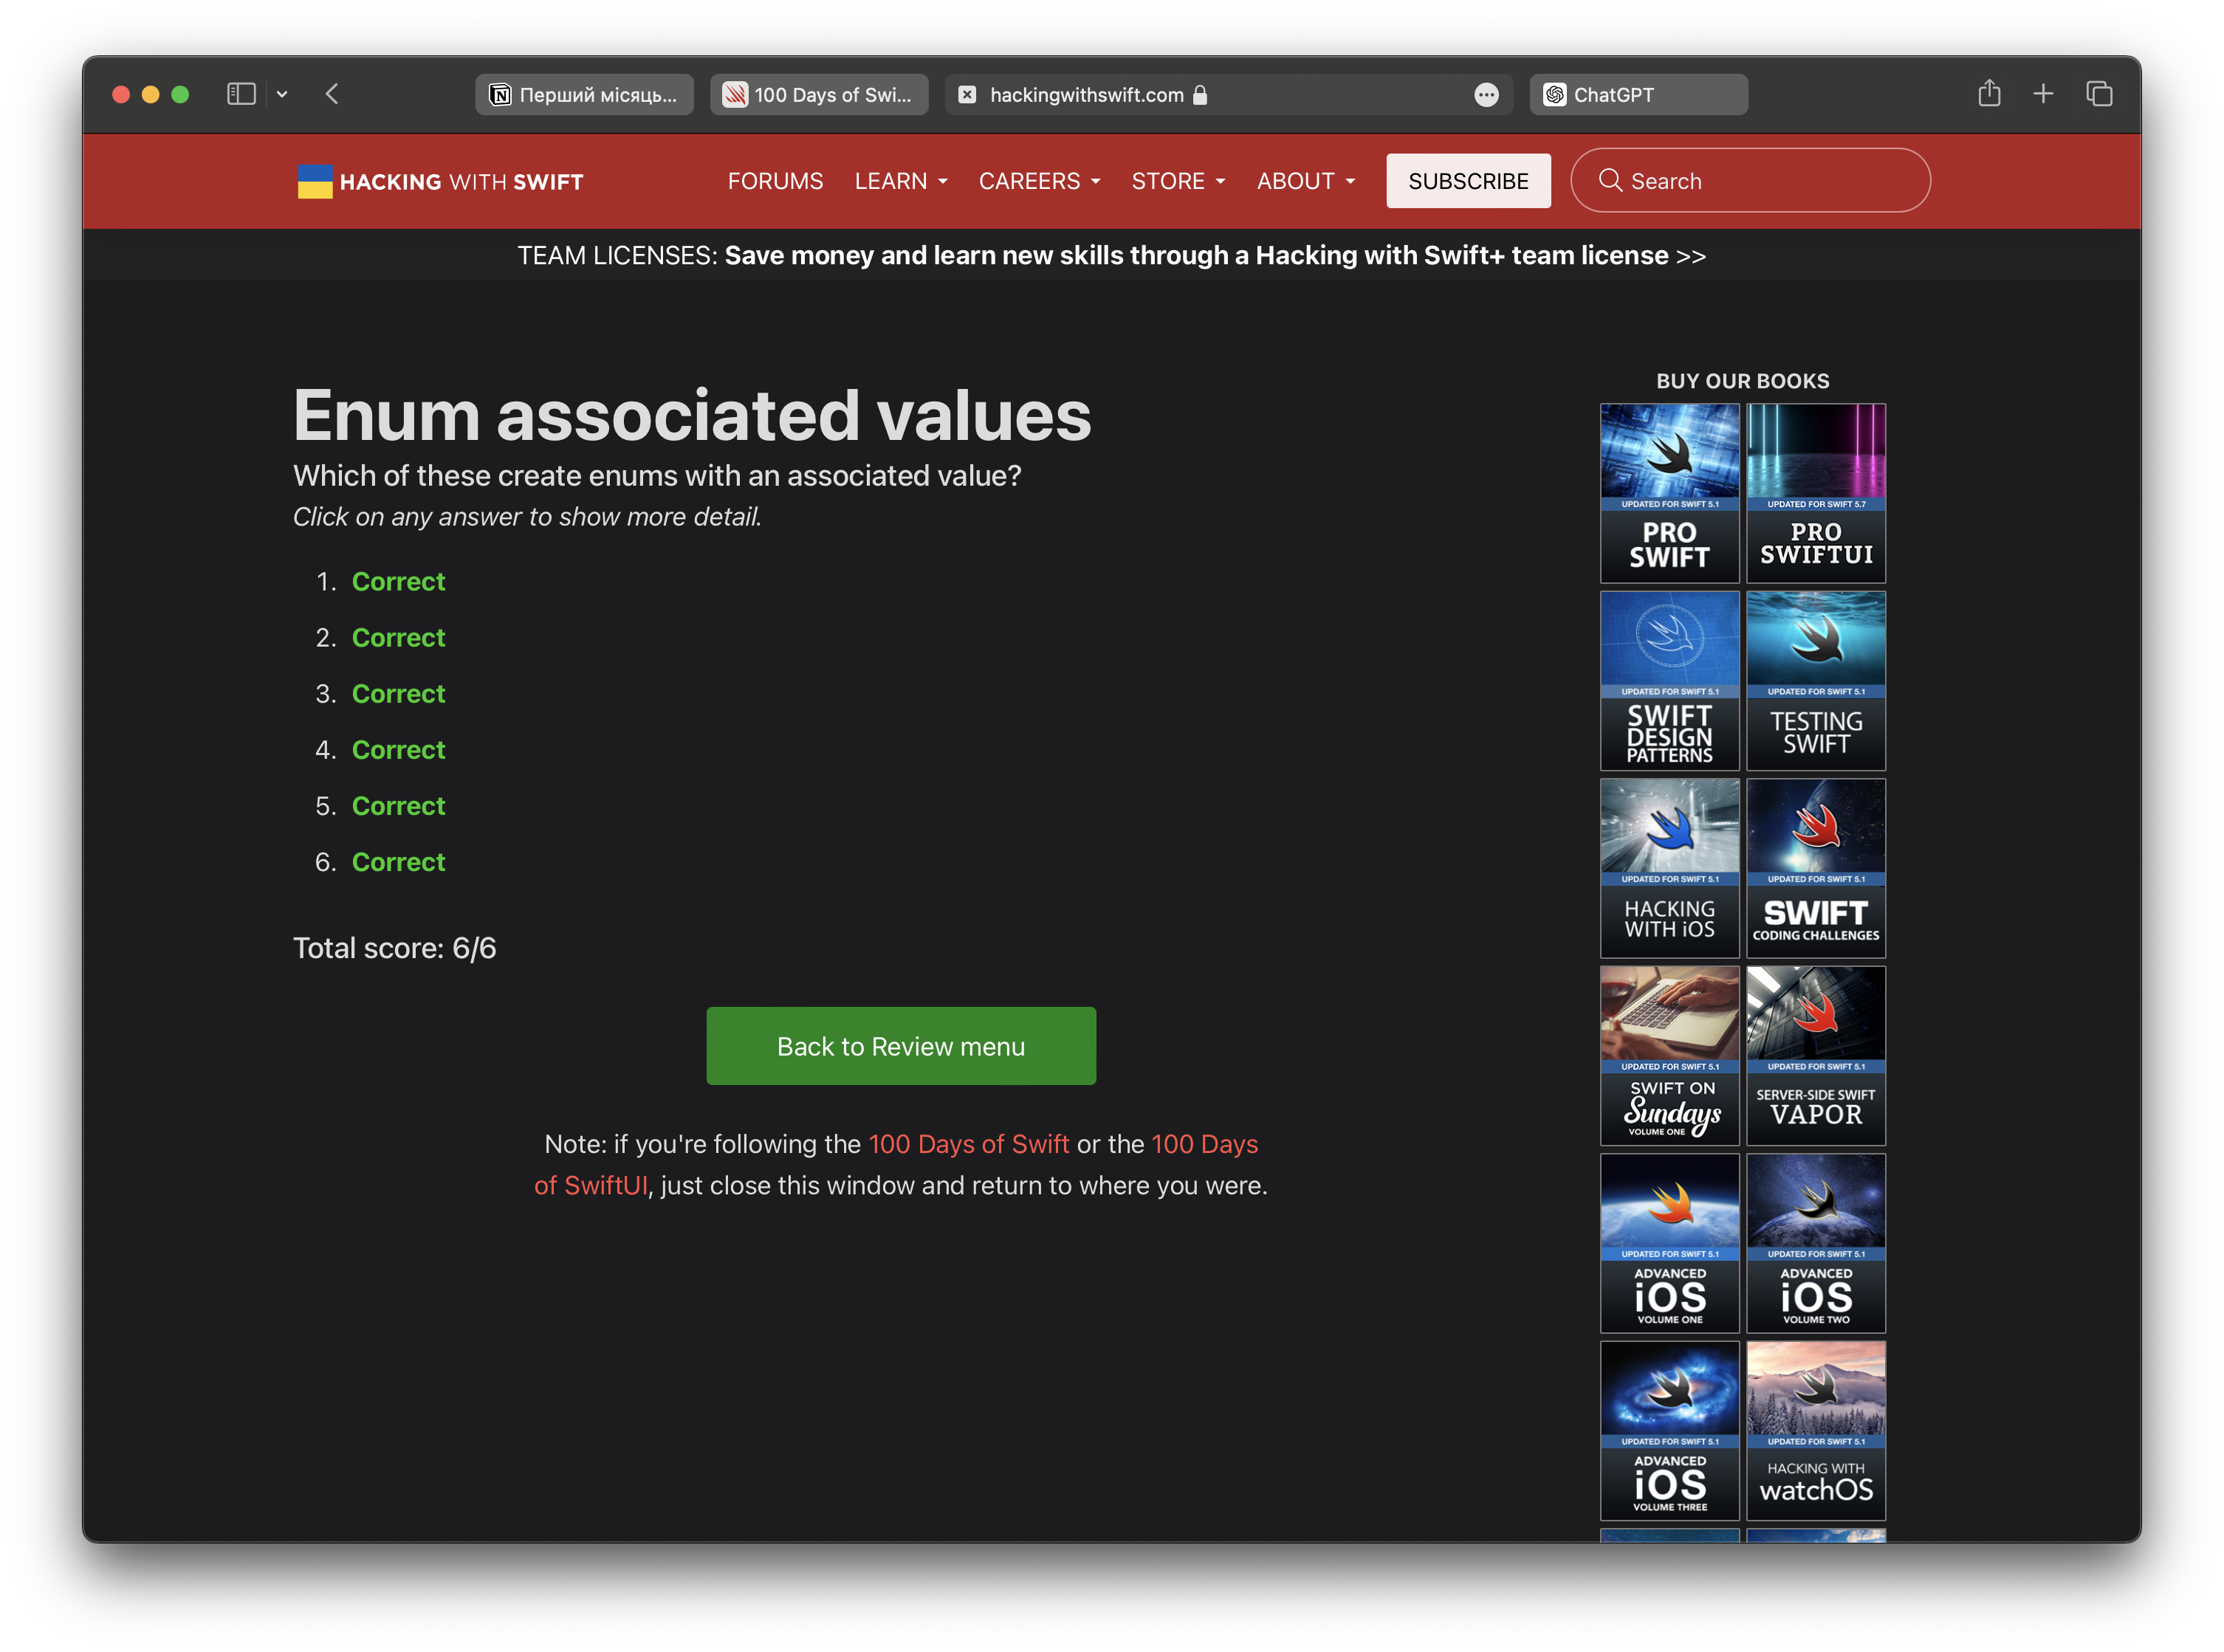 Перший місяць...
100 Days of Swi...
hackingwithswift.com
ChatGPT
HACKING WITH SWIFT
FORUMS
LEARN
CAREERS
STORE
ABOUT
SUBSCRIBE
Search
TEAM LICENSES: Save money and learn new skills through a Hacking with Swift+ team license >>
Enum associated values
Which of these create enums with an associated value?
Click on any answer to show more detail.
1. Correct
2. Correct
3. Correct
4. Correct
5. Correct
6. Correct
Total score: 6/6
Back to Review menu
Note: if you're following the 100 Days of Swift or the 100 Days
of SwiftUI, just close this window and return to where you were.
BUY OUR BOOKS
UPDATED FOR SWIFT 5.1
PRO
SWIFT
UPDATED FOR SWIFT 5.7
PRO
SWIFTUI
UPDATED FOR SWIFT 5.1
SWIFT
DESIGN
PATTERNS
UPDATED FOR SWIFT 5.1
TESTING
SWIFT
UPDATED FOR SWIFT 5.1
HACKING
WITH iOS
UPDATED FOR SWIFT 5.1
SWIFT
CODING CHALLENGES
UPDATED FOR SWIFT 5.1
SWIFT ON
Sundays
VOLUME ONE
UPDATED FOR SWIFT 5.1
SERVER-SIDE SWIFT
VAPOR
UPDATED FOR SWIFT 5.1
ADVANCED
iOS
VOLUME ONE
UPDATED FOR SWIFT 5.1
ADVANCED
iOS
VOLUME TWO
UPDATED FOR SWIFT 5.1
ADVANCED
iOS
VOLUME THREE
UPDATED FOR SWIFT 5.1
HACKING WITH
watchOS